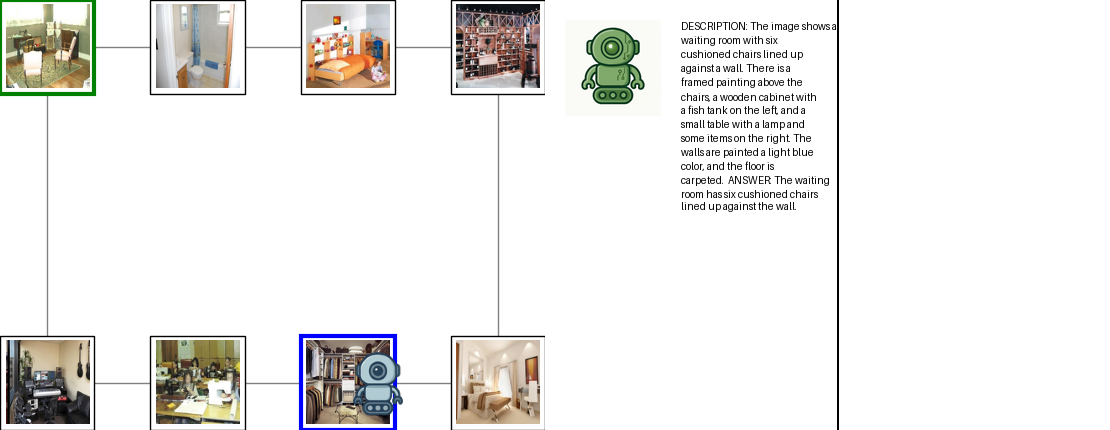 DESCRIPTION: The image shows a
waiting room with six
cushioned chairs lined up
against a wall. There is a
framed painting above the
chairs, a wooden cabinet with
a fish tank on the left, and a
small table with a lamp and
some items on the right. The
walls are painted a light blue
color, and the floor is
carpeted.  ANSWER: The waiting
room has six cushioned chairs
lined up against the wall.